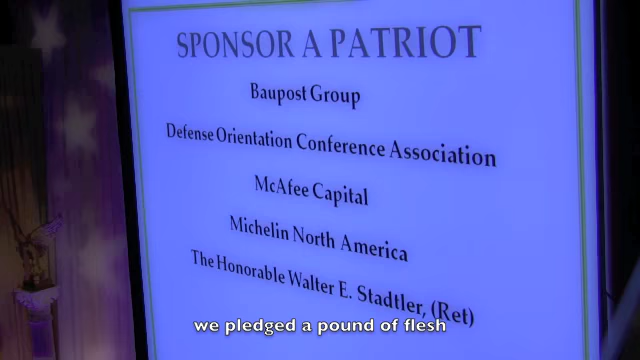 SPONSOR A PATRIOT
Baupost Group
Defense Orientation Conference Association
McAfee Capital
Michelin North America
The Honorable Walter E. Stadtler, (Ret)
we pledged a pound of flesh